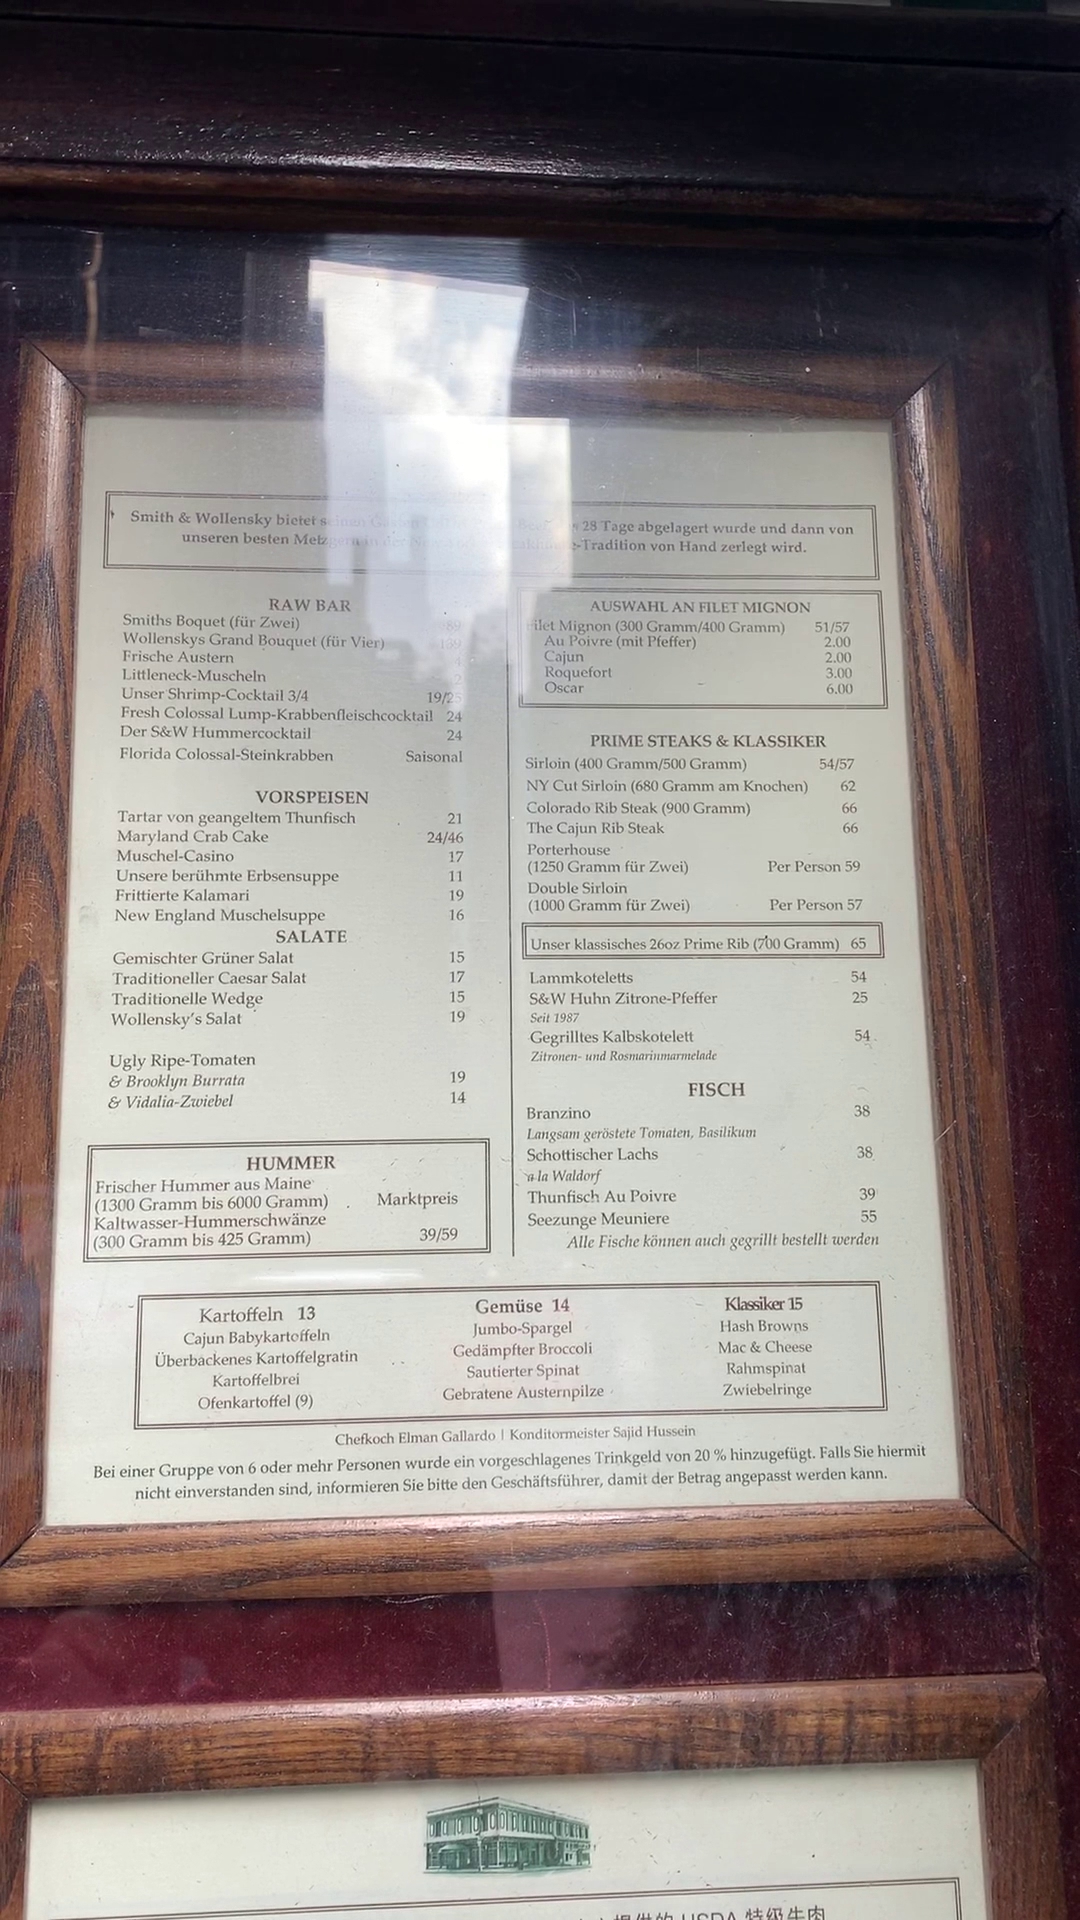 Smith & Wollensky bietet seinen 28 Tage abgelagert wurde und dann von
unseren besten Metzgern in der -Tradition von Hand zerlegt wird.
RAW BAR
Smiths Boquet (für Zwei)
Wollenskys Grand Bouquet (für Vier)
Frische Austern
Littleneck-Muscheln
Unser Shrimp-Cocktail 3/4 19/25
Fresh Colossal Lump-Krabbenfleischcocktail 24
Der S&W Hummercocktail 24
Florida Colossal-Steinkrabben Saisonal
VORSPEISEN
Tartar von geangeltem Thunfisch 21
Maryland Crab Cake 24/46
Muschel-Casino 17
Unsere berühmte Erbsensuppe 11
Frittierte Kalamari 19
New England Muschelsuppe 16
SALATE
Gemischter Grüner Salat 15
Traditioneller Caesar Salat 17
Traditionelle Wedge 15
Wollensky's Salat 19
Ugly Ripe-Tomaten
& Brooklyn Burrata 19
& Vidalia-Zwiebel 14
HUMMER
Frischer Hummer aus Maine
(1300 Gramm bis 6000 Gramm) Marktpreis
Kaltwasser-Hummerschwänze
(300 Gramm bis 425 Gramm) 39/59
AUSWAHL AN FILET MIGNON
Filet Mignon (300 Gramm/400 Gramm) 51/57
Au Poivre (mit Pfeffer) 2.00
Cajun 2.00
Roquefort 3.00
Oscar 6.00
PRIME STEAKS & KLASSIKER
Sirloin (400 Gramm/500 Gramm) 54/57
NY Cut Sirloin (680 Gramm am Knochen) 62
Colorado Rib Steak (900 Gramm) 66
The Cajun Rib Steak 66
Porterhouse
(1250 Gramm für Zwei) Per Person 59
Double Sirloin
(1000 Gramm für Zwei) Per Person 57
Unser klassisches 26oz Prime Rib (700 Gramm) 65
Lammkoteletts 54
S&W Huhn Zitrone-Pfeffer 25
Seit 1987
Gegrilltes Kalbskotelett 54
Zitronen- und Rosmarinmarmelade
FISCH
Branzino 38
Langsam geröstete Tomaten, Basilikum
Schottischer Lachs 38
a la Waldorf
Thunfisch Au Poivre 39
Seezunge Meuniere 55
Alle Fische können auch gegrillt bestellt werden
Kartoffeln 13
Cajun Babykartoffeln
Überbackenes Kartoffelgratin
Kartoffelbrei
Ofenkartoffel (9)
Gemüse 14
Jumbo-Spargel
Gedämpfter Broccoli
Sautierter Spinat
Gebratene Austernpilze
Klassiker 15
Hash Browns
Mac & Cheese
Rahmspinat
Zwiebelringe
Chefkoch Elman Gallardo | Konditormeister Sajid Hussein
Bei einer Gruppe von 6 oder mehr Personen wurde ein vorgeschlagenes Trinkgeld von 20 % hinzugefügt. Falls Sie hiermit
nicht einverstanden sind, informieren Sie bitte den Geschäftsführer, damit der Betrag angepasst werden kann.
提供的 USDA 特级牛肉